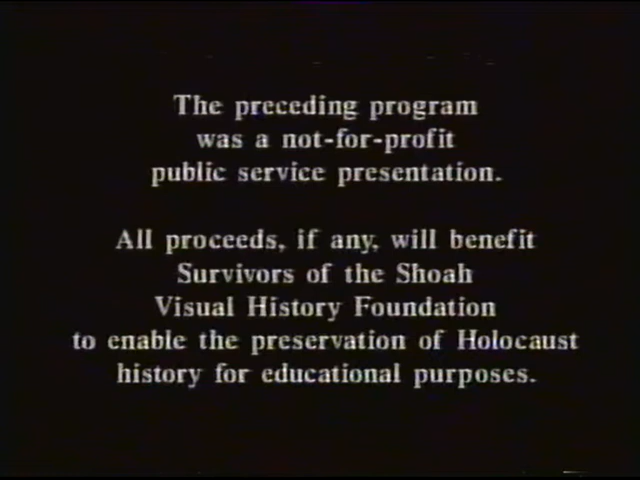 The preceding program
was a not-for-profit
public service presentation.
All proceeds, if any, will benefit
Survivors of the Shoah
Visual History Foundation
to enable the preservation of Holocaust
history for educational purposes.